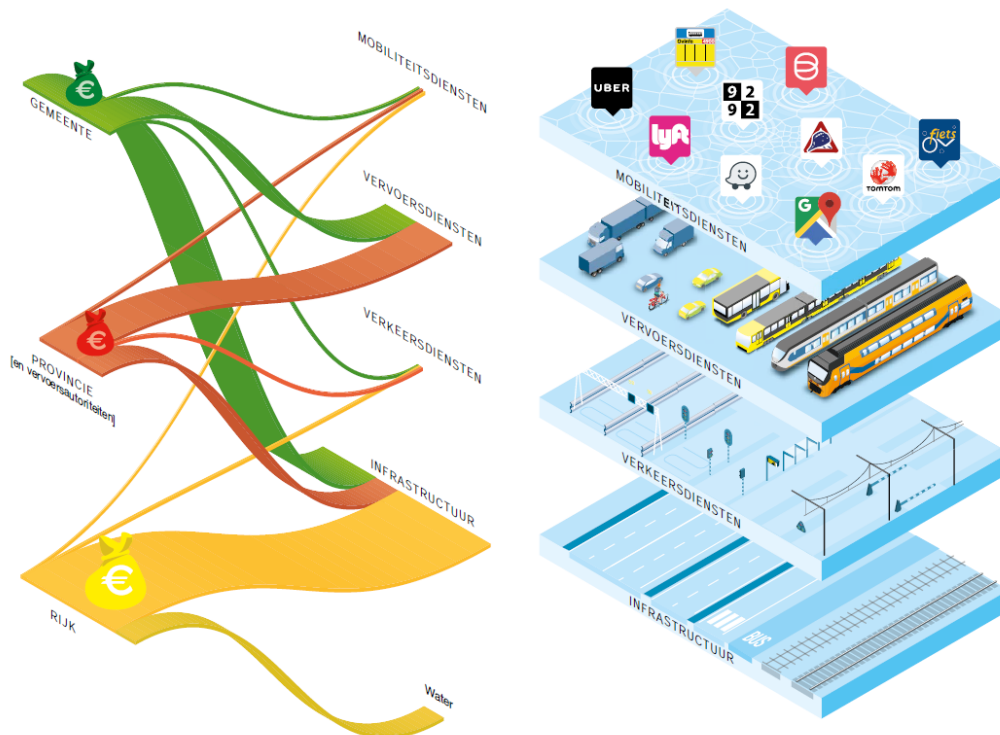 MOBILITEITSDIENSTEN
GEMEENTE
VERVOERSDIENSTEN
VERKEERSDIENSTEN
PROVINCIE
[en vervoersautoriteiten]
INFRASTRUCTUUR
RIJK
Water
UBER
9 2
9 2
lyft
fiets
TOMTOM
G
MOBILITEITSDIENSTEN
VERVOERSDIENSTEN
VERKEERSDIENSTEN
BUS
INFRASTRUCTUUR